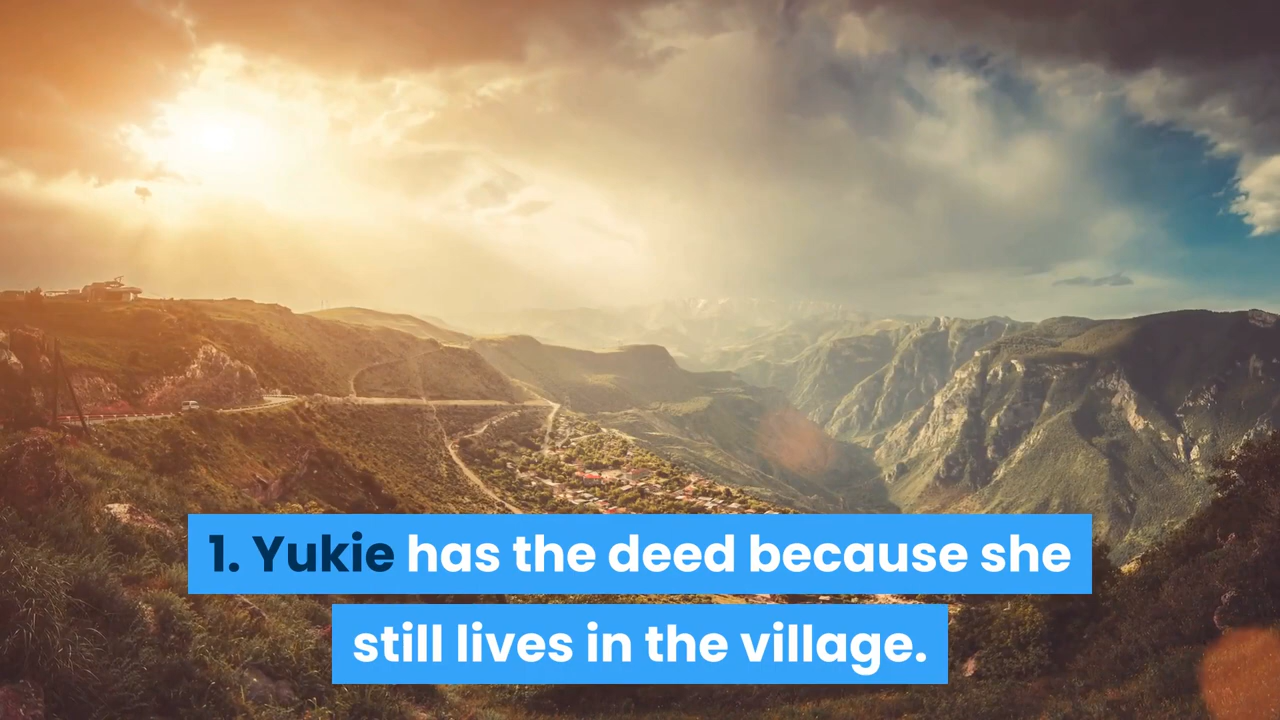 1. Yukie has the deed because she
still lives in the village.